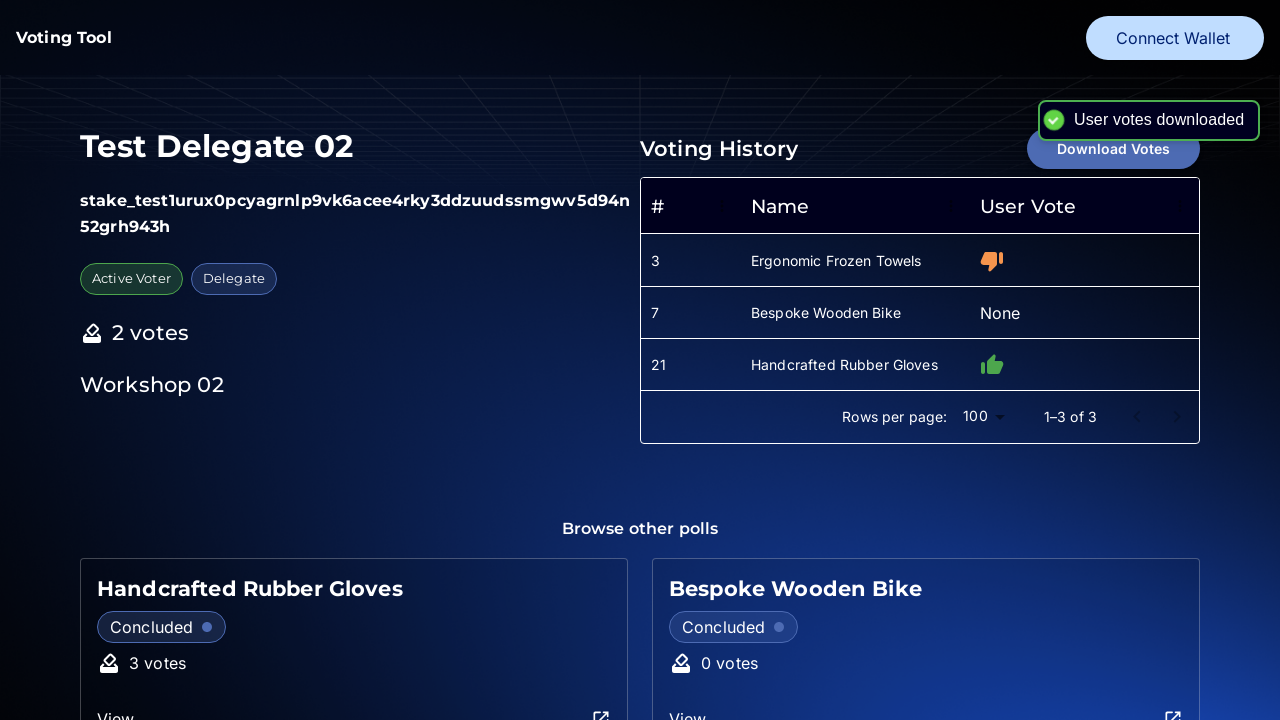 Voting Tool
Connect Wallet
User votes downloaded
Test Delegate 02
stake_test1urux0pcyagrnlp9vk6acee4rky3ddzuudssmgwv5d94n
52grh943h
Active Voter
Delegate
2 votes
Workshop 02
Voting History
Download Votes
# Name User Vote
3 Ergonomic Frozen Towels
7 Bespoke Wooden Bike None
21 Handcrafted Rubber Gloves
Rows per page: 100 1–3 of 3
Browse other polls
Handcrafted Rubber Gloves
Concluded
3 votes
View
Bespoke Wooden Bike
Concluded
0 votes
View